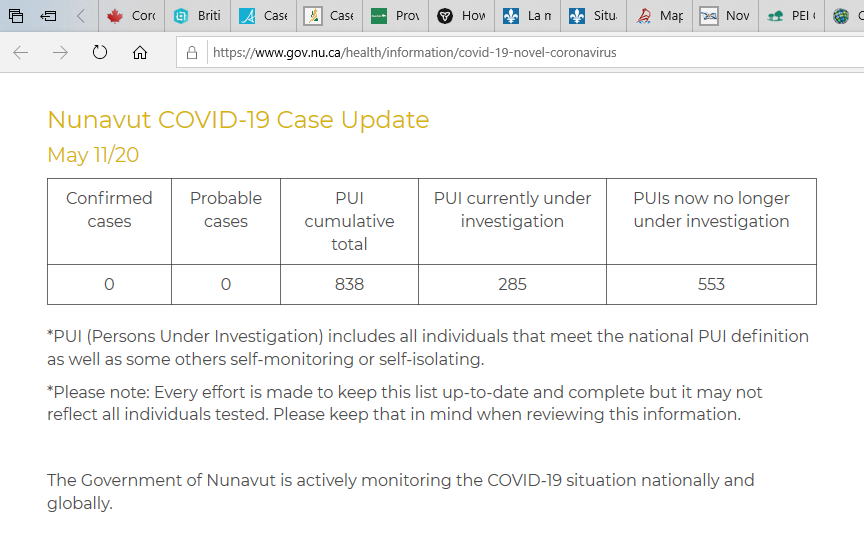 Corc
Briti
Case
Case
Prov
How
La n
Situ
Map
Nov
PEI
https://www.gov.nu.ca/health/information/covid-19-novel-coronavirus
Nunavut COVID-19 Case Update
May 11/20
Confirmed cases
Probable cases
PUI cumulative total
PUI currently under investigation
PUIs now no longer under investigation
0
0
838
285
553
*PUI (Persons Under Investigation) includes all individuals that meet the national PUI definition
as well as some others self-monitoring or self-isolating.
*Please note: Every effort is made to keep this list up-to-date and complete but it may not
reflect all individuals tested. Please keep that in mind when reviewing this information.
The Government of Nunavut is actively monitoring the COVID-19 situation nationally and
globally.